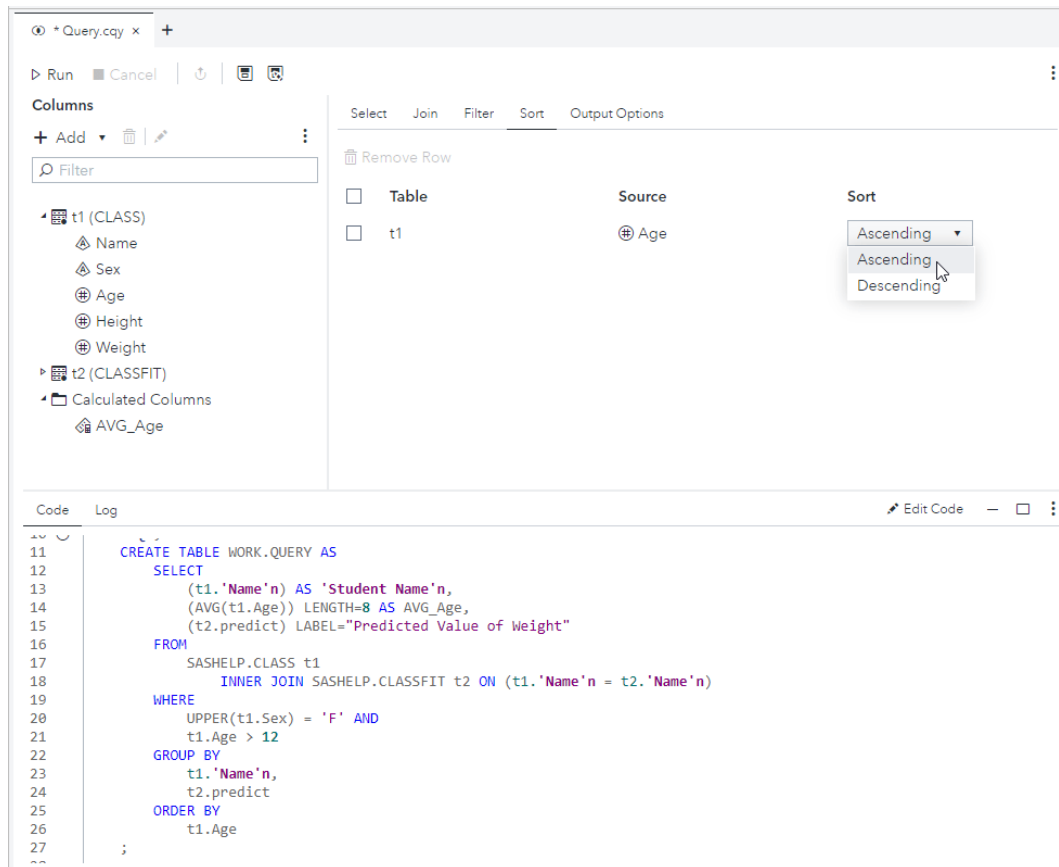 * Query.cqy × +
Run Cancel
Columns
+ Add
Filter
t1 (CLASS)
Name
Sex
Age
Height
Weight
t2 (CLASSFIT)
Calculated Columns
AVG_Age
Select Join Filter Sort Output Options
Remove Row
Table Source Sort
t1 Age Ascending
Ascending
Descending
Code Log Edit Code
11 CREATE TABLE WORK.QUERY AS
12 SELECT
13 (t1.'Name'n) AS 'Student Name'n,
14 (AVG(t1.Age)) LENGTH=8 AS AVG_Age,
15 (t2.predict) LABEL="Predicted Value of Weight"
16 FROM
17 SASHELP.CLASS t1
18 INNER JOIN SASHELP.CLASSFIT t2 ON (t1.'Name'n = t2.'Name'n)
19 WHERE
20 UPPER(t1.Sex) = 'F' AND
21 t1.Age > 12
22 GROUP BY
23 t1.'Name'n,
24 t2.predict
25 ORDER BY
26 t1.Age
27 ;